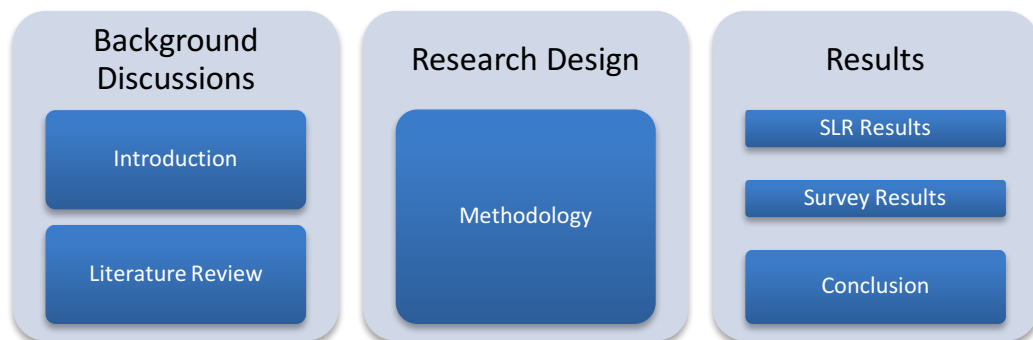 Background
Discussions
Introduction
Literature Review
Research Design
Methodology
Results
SLR Results
Survey Results
Conclusion